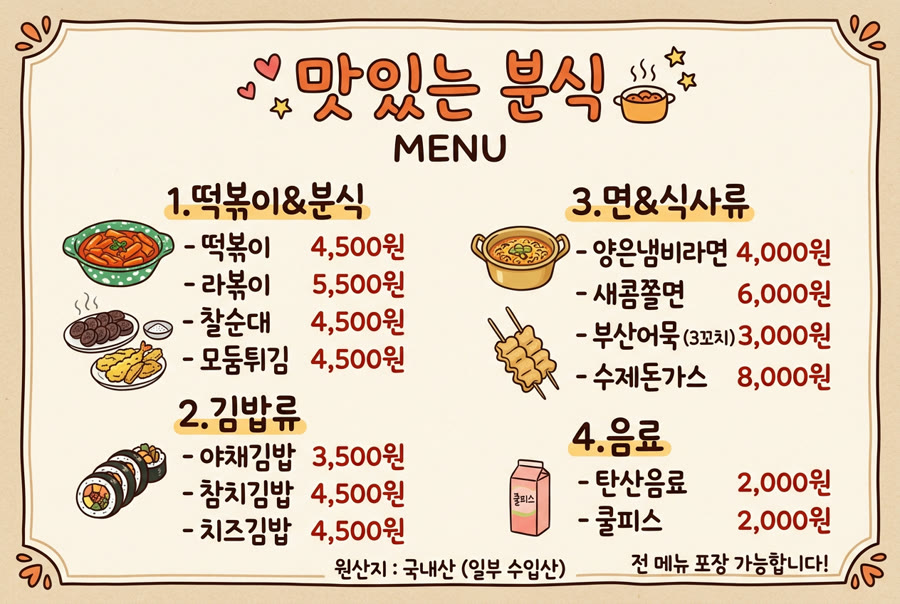 맛있는 분식
MENU
1.떡볶이&분식
- 떡볶이 4,500원
- 라볶이 5,500원
- 찰순대 4,500원
- 모둠튀김 4,500원
2.김밥류
- 야채김밥 3,500원
- 참치김밥 4,500원
- 치즈김밥 4,500원
3.면&식사류
- 양은냄비라면 4,000원
- 새콤쫄면 6,000원
- 부산어묵 (3꼬치) 3,000원
- 수제돈가스 8,000원
4.음료
쿨피스
- 탄산음료 2,000원
- 쿨피스 2,000원
원산지 : 국내산 (일부 수입산)
전 메뉴 포장 가능합니다!